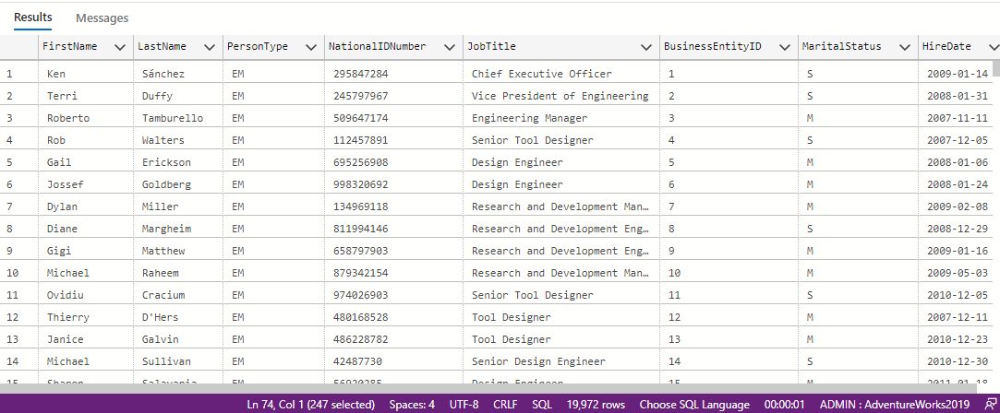 Results Messages
FirstName LastName PersonType NationalIDNumber JobTitle BusinessEntityID MaritalStatus HireDate
1 Ken Sánchez EM 295847284 Chief Executive Officer 1 S 2009-01-14
2 Terri Duffy EM 245797967 Vice President of Engineering 2 S 2008-01-31
3 Roberto Tamburello EM 509647174 Engineering Manager 3 M 2007-11-11
4 Rob Walters EM 112457891 Senior Tool Designer 4 S 2007-12-05
5 Gail Erickson EM 695256908 Design Engineer 5 M 2008-01-06
6 Jossef Goldberg EM 998320692 Design Engineer 6 M 2008-01-24
7 Dylan Miller EM 134969118 Research and Development Man… 7 M 2009-02-08
8 Diane Margheim EM 811994146 Research and Development Eng… 8 S 2008-12-29
9 Gigi Matthew EM 658797903 Research and Development Eng… 9 M 2009-01-16
10 Michael Raheem EM 879342154 Research and Development Man… 10 M 2009-05-03
11 Ovidiu Cracium EM 974026903 Senior Tool Designer 11 S 2010-12-05
12 Thierry D'Hers EM 480168528 Tool Designer 12 M 2007-12-11
13 Janice Galvin EM 486228782 Tool Designer 13 M 2010-12-23
14 Michael Sullivan EM 42487730 Senior Design Engineer 14 S 2010-12-30
15 Sharon Salavaria EM 56920285 Design Engineer 15 M 2011-01-18
Ln 74, Col 1 (247 selected) Spaces: 4 UTF-8 CRLF SQL 19,972 rows Choose SQL Language 00:00:01 ADMIN : AdventureWorks2019